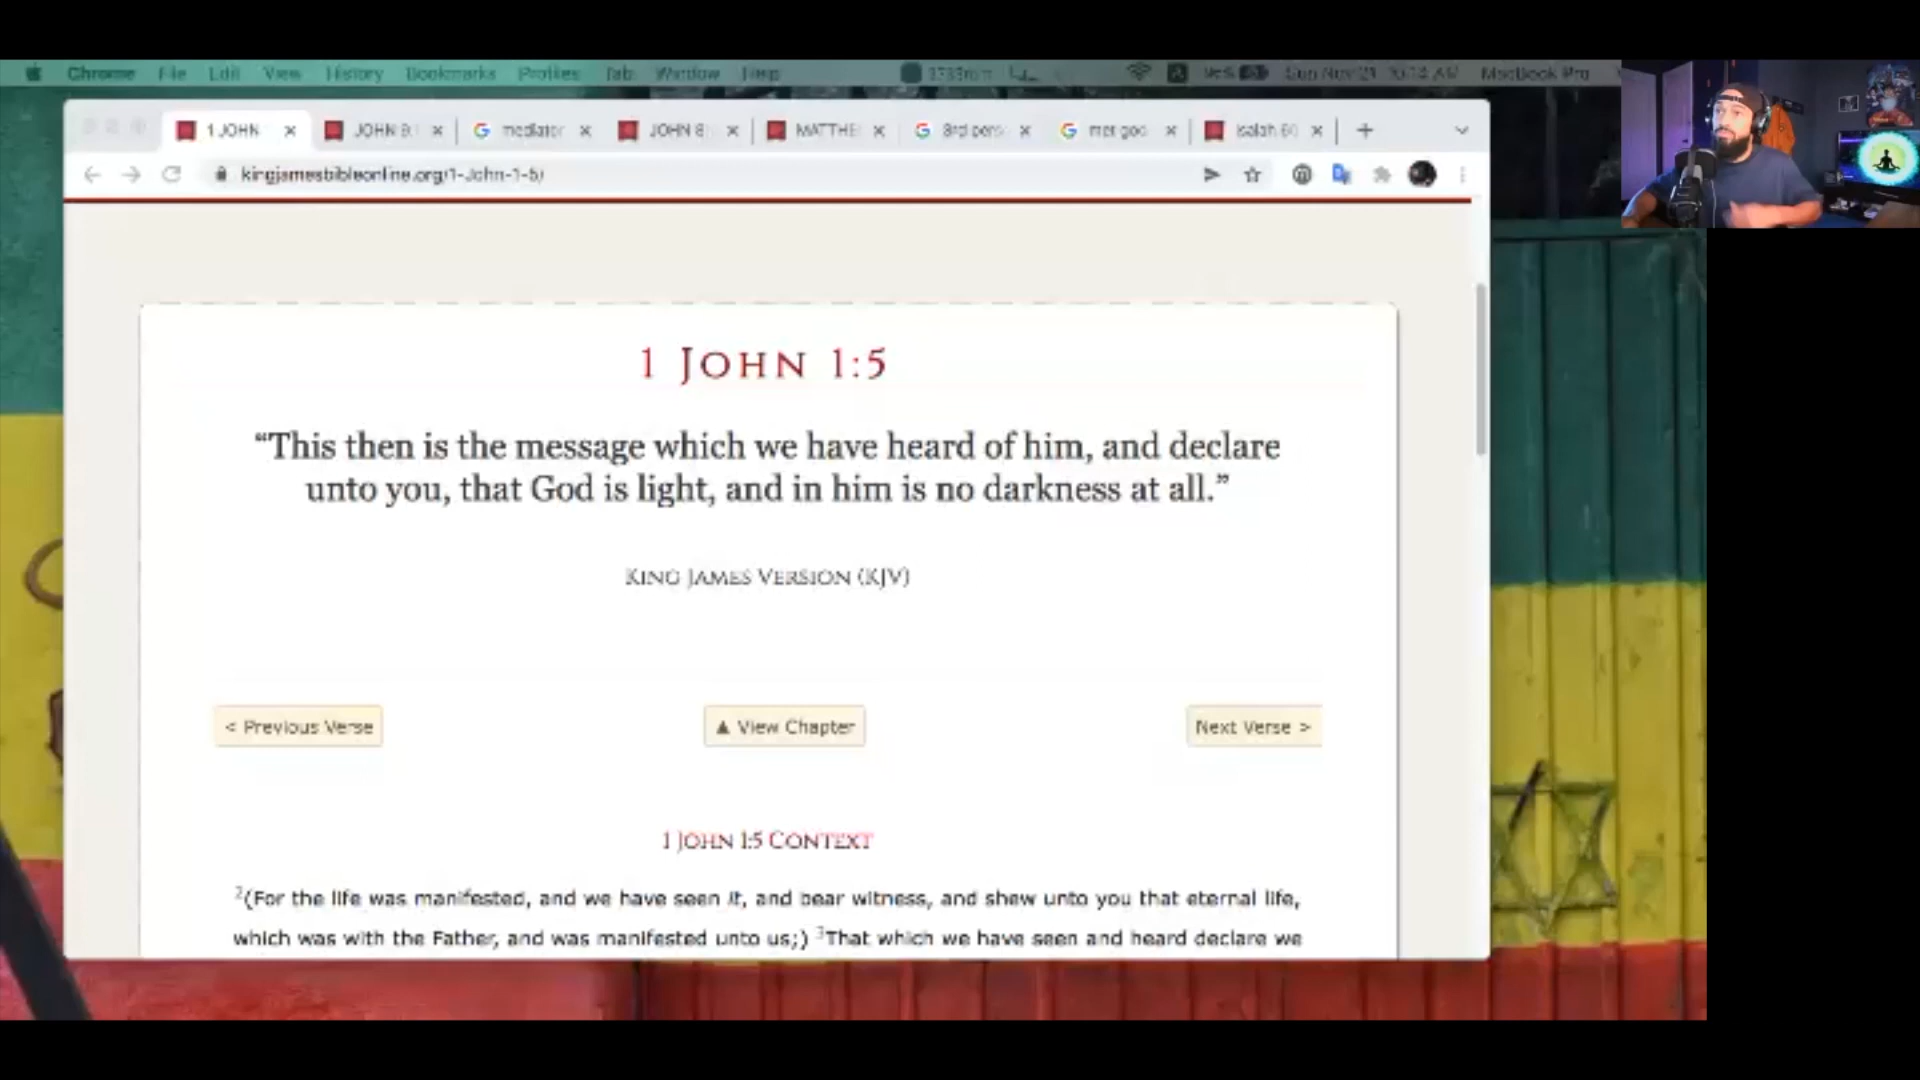 Chrome File Edit View History Bookmarks Profiles Tab Window Help Sun Nov 21 MacBook Pro
1 JOHN JOHN 9: mediator JOHN 8: MATTHE 3rd pers met god Isaiah 60
kingjamesbibleonline.org/1-John-1-5/
1 JOHN 1:5
“This then is the message which we have heard of him, and declare
unto you, that God is light, and in him is no darkness at all.”
KING JAMES VERSION (KJV)
< Previous Verse ▲ View Chapter Next Verse >
1 JOHN 1:5 CONTEXT
2(For the life was manifested, and we have seen it, and bear witness, and shew unto you that eternal life,
which was with the Father, and was manifested unto us;) 3That which we have seen and heard declare we